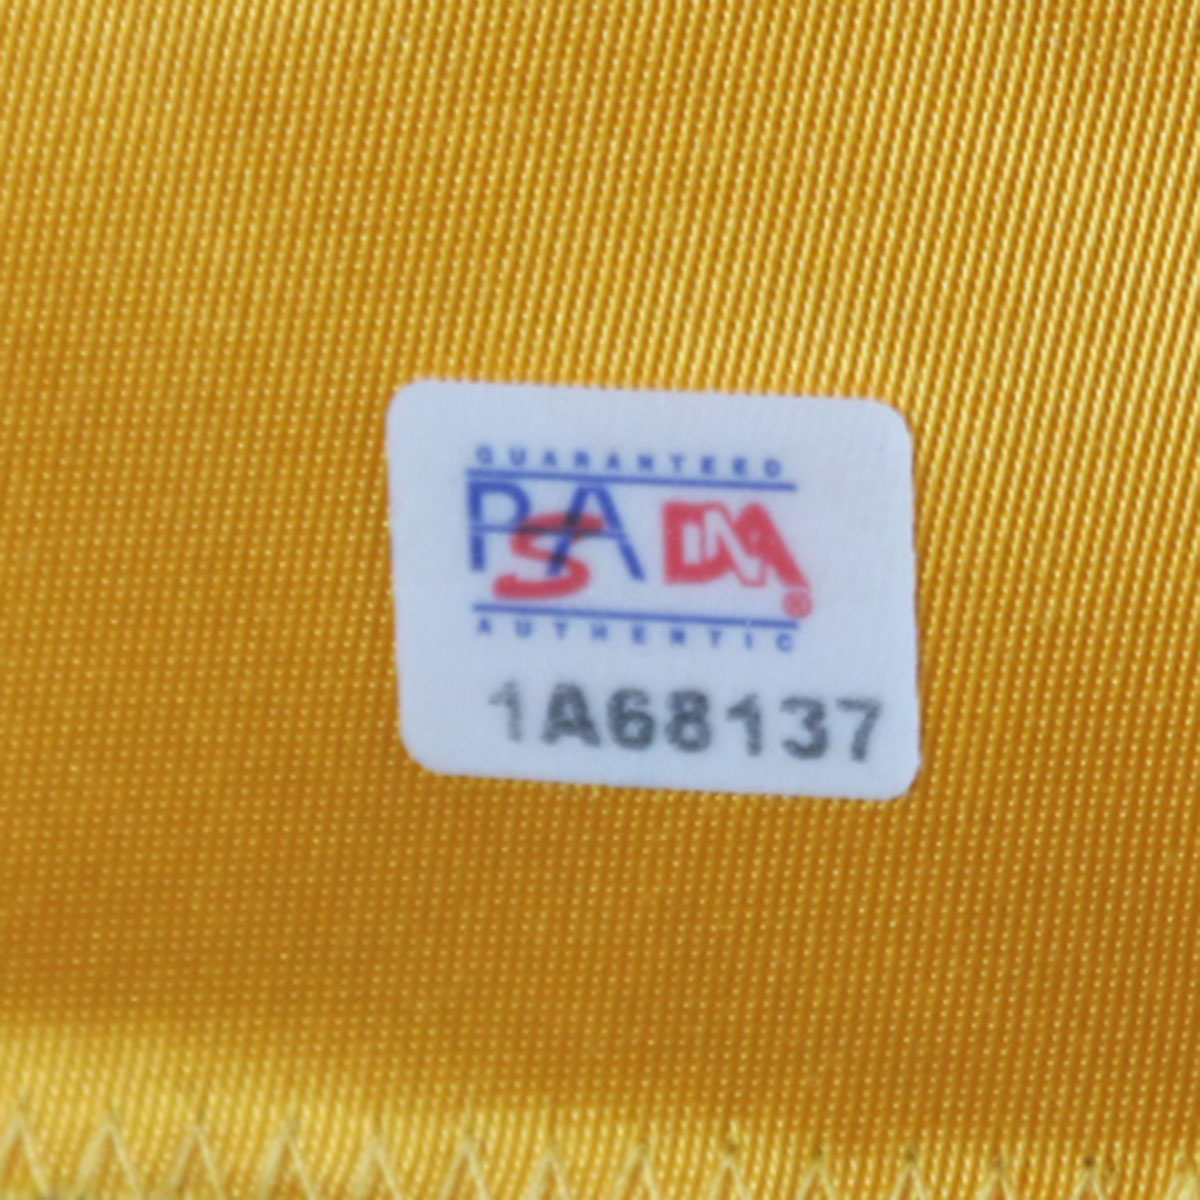 GUARANTEED
PSA DNA®
AUTHENTIC
1A68137